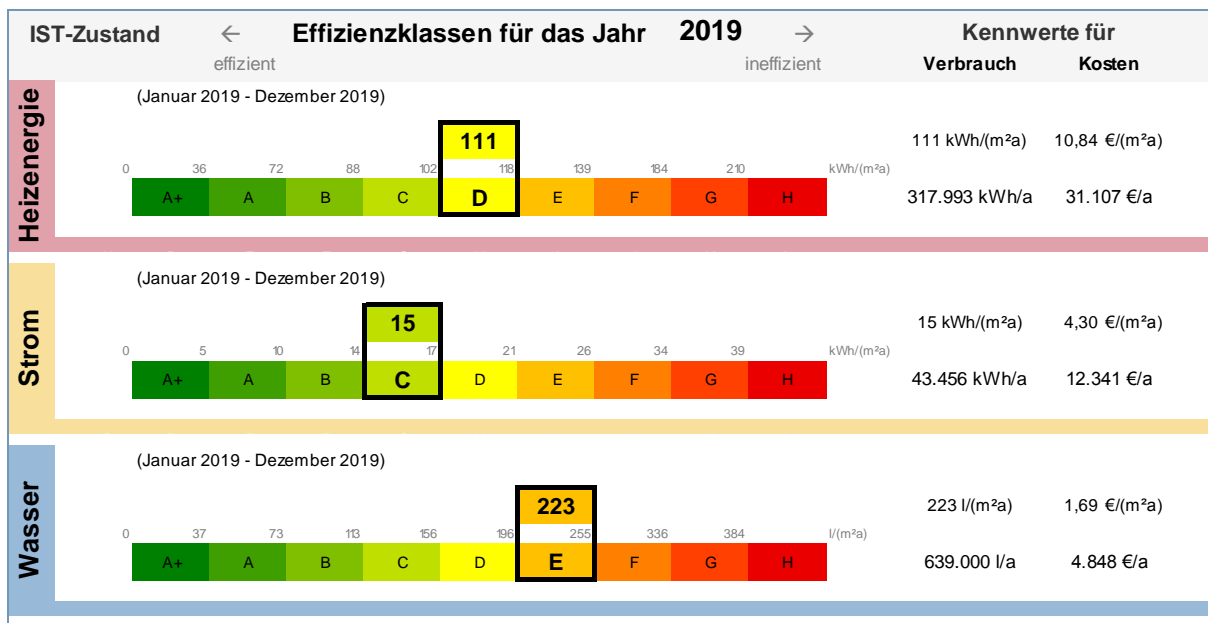 IST-Zustand ← Effizienzklassen für das Jahr 2019 → Kennwerte für
effizient ineffizient Verbrauch Kosten
Heizenergie
(Januar 2019 - Dezember 2019)
111
111 kWh/(m²a) 10,84 €/(m²a)
0 36 72 88 102 118 139 184 210 kWh/(m²a)
A+ A B C D E F G H
317.993 kWh/a 31.107 €/a
Strom
(Januar 2019 - Dezember 2019)
15
15 kWh/(m²a) 4,30 €/(m²a)
0 5 10 14 17 21 26 34 39 kWh/(m²a)
A+ A B C D E F G H
43.456 kWh/a 12.341 €/a
Wasser
(Januar 2019 - Dezember 2019)
223
223 l/(m²a) 1,69 €/(m²a)
0 37 73 113 156 196 255 336 384 l/(m²a)
A+ A B C D E F G H
639.000 l/a 4.848 €/a